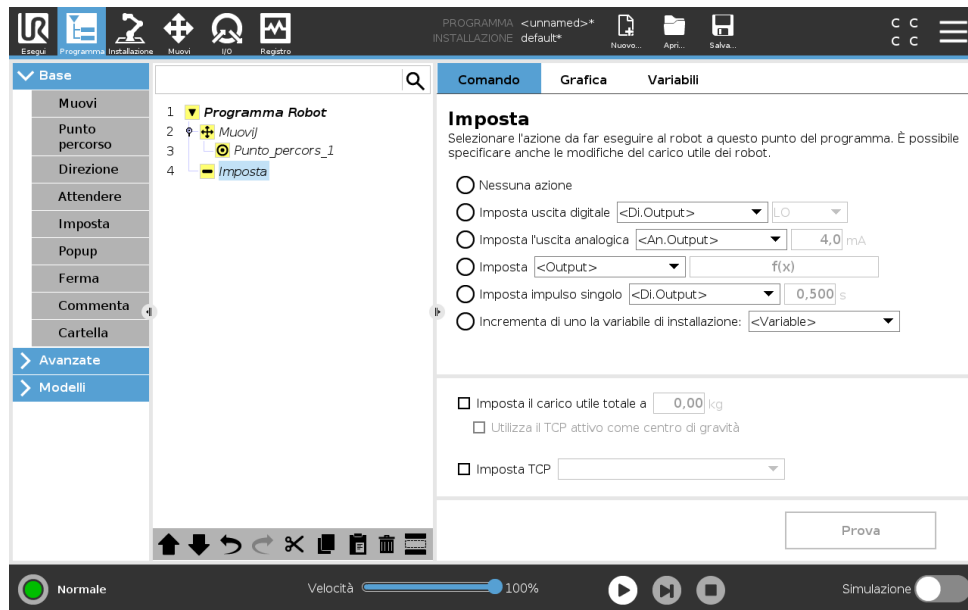 PROGRAMMA <unnamed>*
INSTALLAZIONE default*
Esegui Programma Installazione Muovi I/O Registro Nuovo... Apri... Salva...
C C
C C
Base
Muovi
Punto
percorso
Direzione
Attendere
Imposta
Popup
Ferma
Commenta
Cartella
Avanzate
Modelli
1 Programma Robot
2 MuoviJ
3 Punto_percors_1
4 Imposta
Comando Grafica Variabili
Imposta
Selezionare l'azione da far eseguire al robot a questo punto del programma. È possibile
specificare anche le modifiche del carico utile dei robot.
Nessuna azione
Imposta uscita digitale <Di.Output> LO
Imposta l'uscita analogica <An.Output> 4,0 mA
Imposta <Output> f(x)
Imposta impulso singolo <Di.Output> 0,500 s
Incrementa di uno la variabile di installazione: <Variable>
Imposta il carico utile totale a 0,00 kg
Utilizza il TCP attivo come centro di gravità
Imposta TCP
Prova
Normale Velocità 100% Simulazione